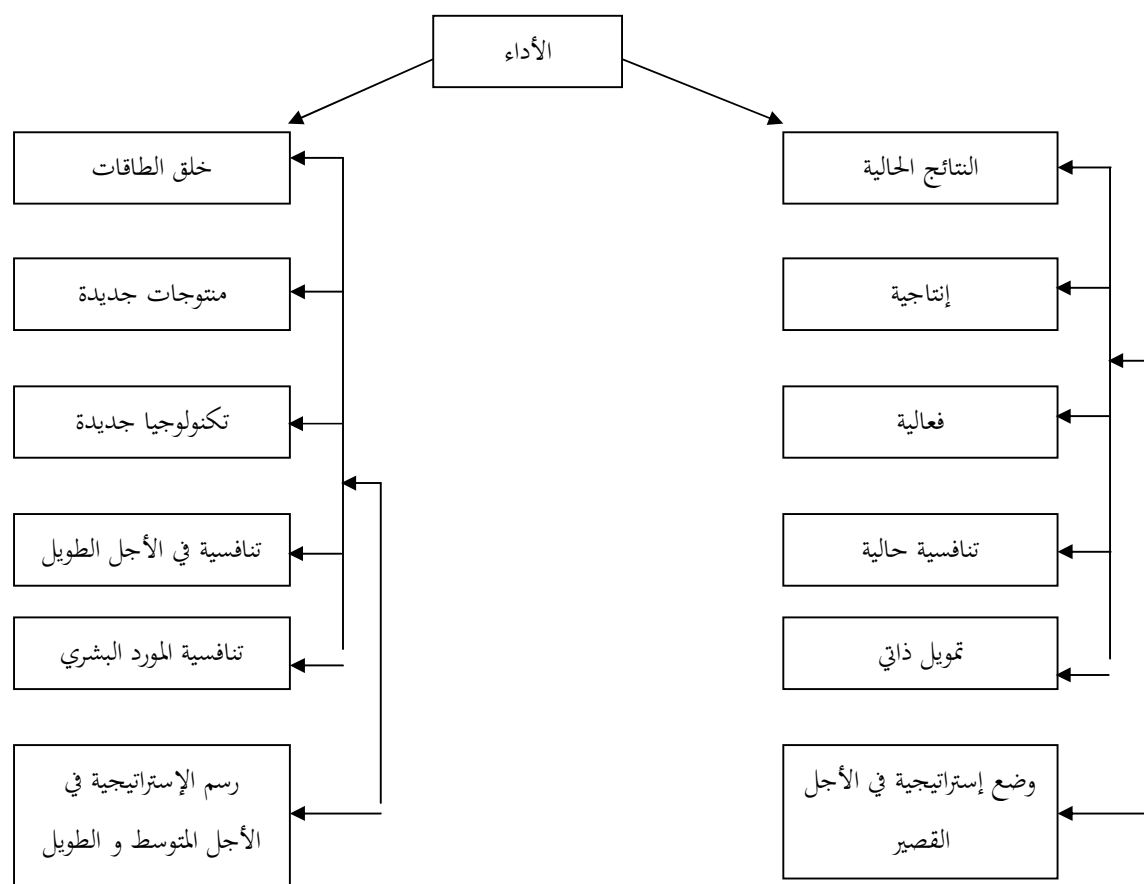 الأداء
النتائج الحالية
خلق الطاقات
إنتاجية
منتوجات جديدة
فعالية
تكنولوجيا جديدة
تنافسية حالية
تنافسية في الأجل الطويل
تمويل ذاتي
تنافسية المورد البشري
وضع إستراتيجية في الأجل
القصير
رسم الإستراتيجية في
الأجل المتوسط و الطويل